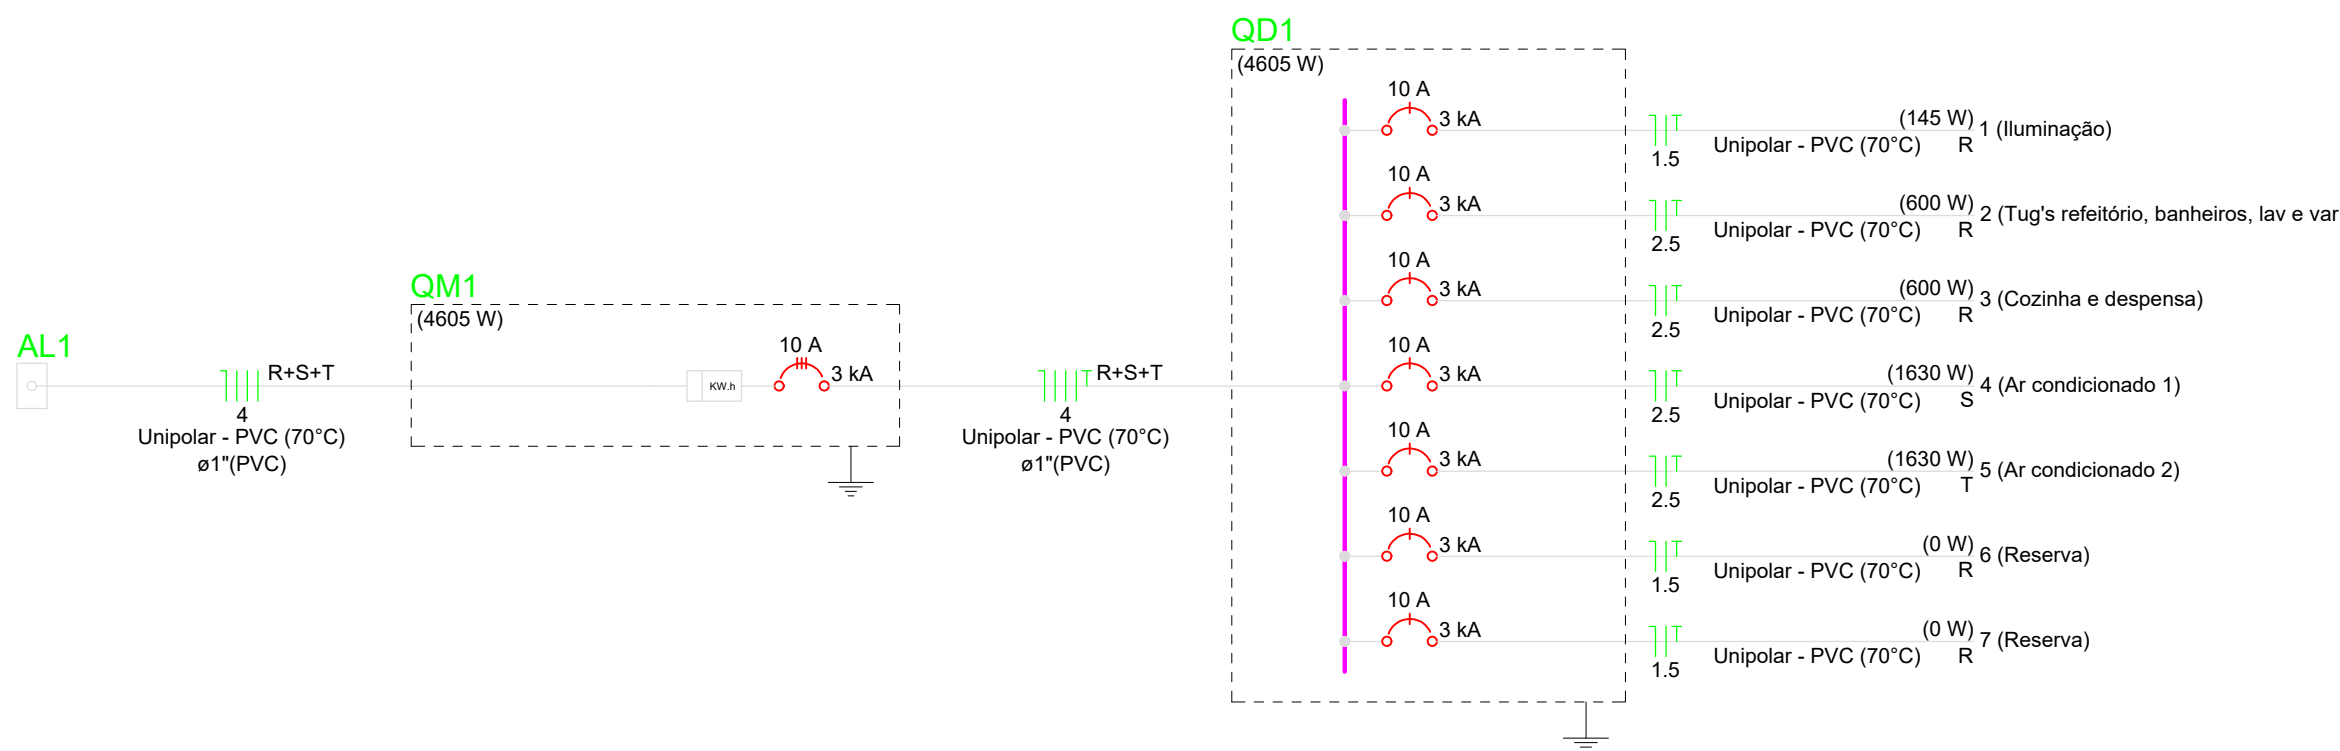 AL1
R+S+T
4
Unipolar - PVC (70°C)
ø1"(PVC)
QM1
(4605 W)
KW.h
10 A
3 kA
R+S+T
4
Unipolar - PVC (70°C)
ø1"(PVC)
QD1
(4605 W)
10 A
3 kA
1.5
Unipolar - PVC (70°C)
(145 W)
R
1 (Iluminação)
10 A
3 kA
2.5
Unipolar - PVC (70°C)
(600 W)
R
2 (Tug's refeitório, banheiros, lav e var
10 A
3 kA
2.5
Unipolar - PVC (70°C)
(600 W)
R
3 (Cozinha e despensa)
10 A
3 kA
2.5
Unipolar - PVC (70°C)
(1630 W)
S
4 (Ar condicionado 1)
10 A
3 kA
2.5
Unipolar - PVC (70°C)
(1630 W)
T
5 (Ar condicionado 2)
10 A
3 kA
1.5
Unipolar - PVC (70°C)
(0 W)
R
6 (Reserva)
10 A
3 kA
1.5
Unipolar - PVC (70°C)
(0 W)
R
7 (Reserva)